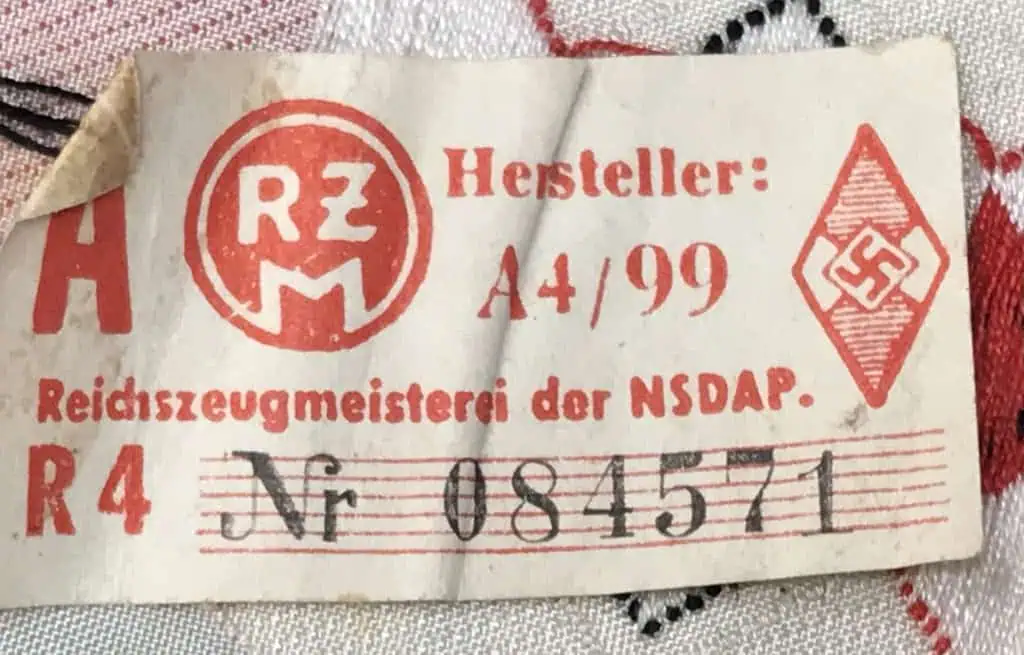 A
RZM
Hersteller:
A4/99
Reichszeugmeisterei der NSDAP.
R4
Nr 084571